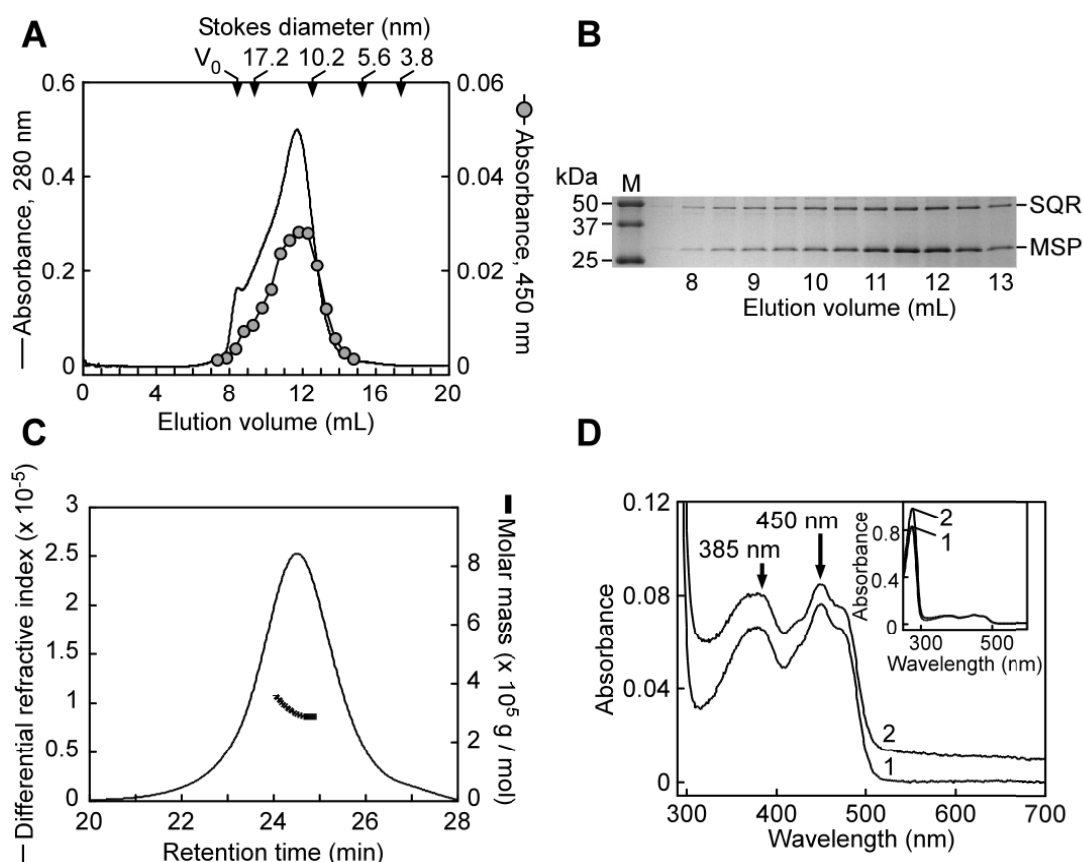 A
Stokes diameter (nm)
V0 17.2 10.2 5.6 3.8
0.6
0.4
0.2
0
Absorbance, 280 nm
0.06
0.04
0.02
0
Absorbance, 450 nm
0 4 8 12 16 20
Elution volume (mL)
B
kDa M
50
37
25
SQR
MSP
8 9 10 11 12 13
Elution volume (mL)
C
3
2.5
2
1.5
1
0.5
0
Differential refractive index (x 10-5)
8
6
4
2
0
Molar mass (x 105 g / mol)
20 22 24 26 28
Retention time (min)
D
0.12
0.08
0.04
0
Absorbance
385 nm
450 nm
2
1
300 400 500 600 700
Wavelength (nm)
0.8
0.4
0
Absorbance
2
1
300 500
Wavelength (nm)